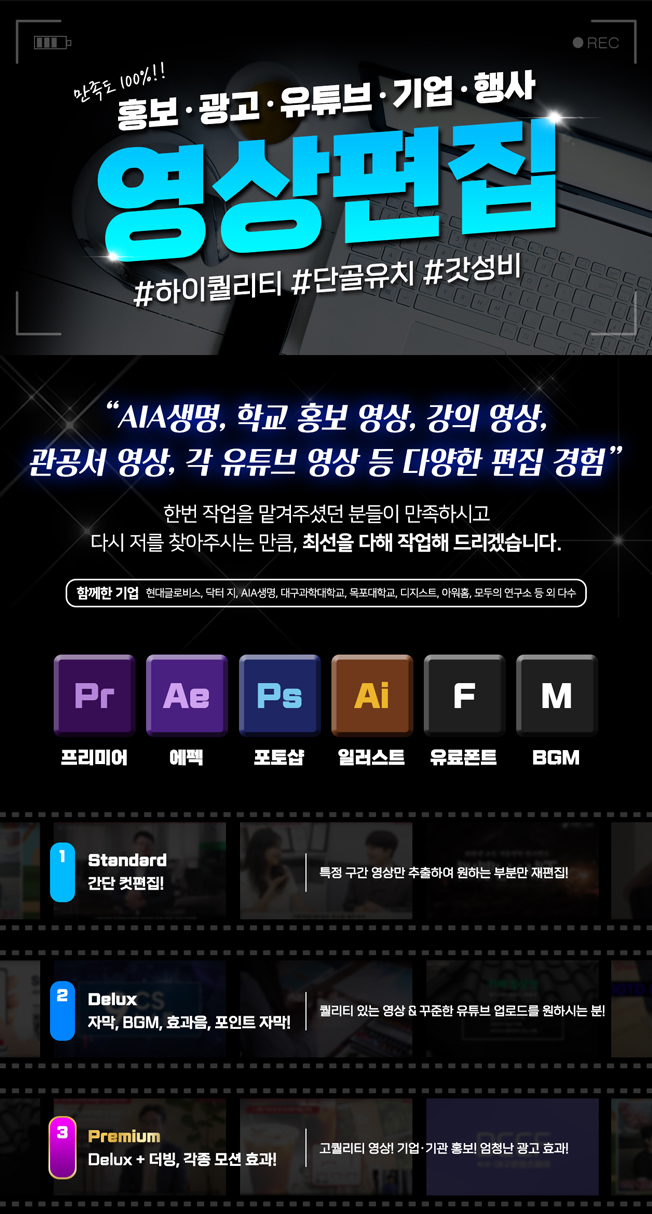 REC
만족도 100%!!
홍보·광고·유튜브·기업·행사
영상편집
#하이퀄리티 #단골유치 #갓성비
“AIA생명, 학교 홍보 영상, 강의 영상,
관공서 영상, 각 유튜브 영상 등 다양한 편집 경험”
한번 작업을 맡겨주셨던 분들이 만족하시고
다시 저를 찾아주시는 만큼, 최선을 다해 작업해 드리겠습니다.
함께한 기업 현대글로비스, 닥터 지, AIA생명, 대구과학대학교, 목포대학교, 디지스트, 아워홈, 모두의 연구소 등 외 다수
Pr Ae Ps Ai F M
프리미어 에펙 포토샵 일러스트 유료폰트 BGM
1 Standard
간단 컷편집!
특정 구간 영상만 추출하여 원하는 부분만 재편집!
2 Delux
자막, BGM, 효과음, 포인트 자막!
퀄리티 있는 영상 & 꾸준한 유튜브 업로드를 원하시는 분!
3 Premium
Delux + 더빙, 각종 모션 효과!
고퀄리티 영상! 기업·기관 홍보! 엄청난 광고 효과!